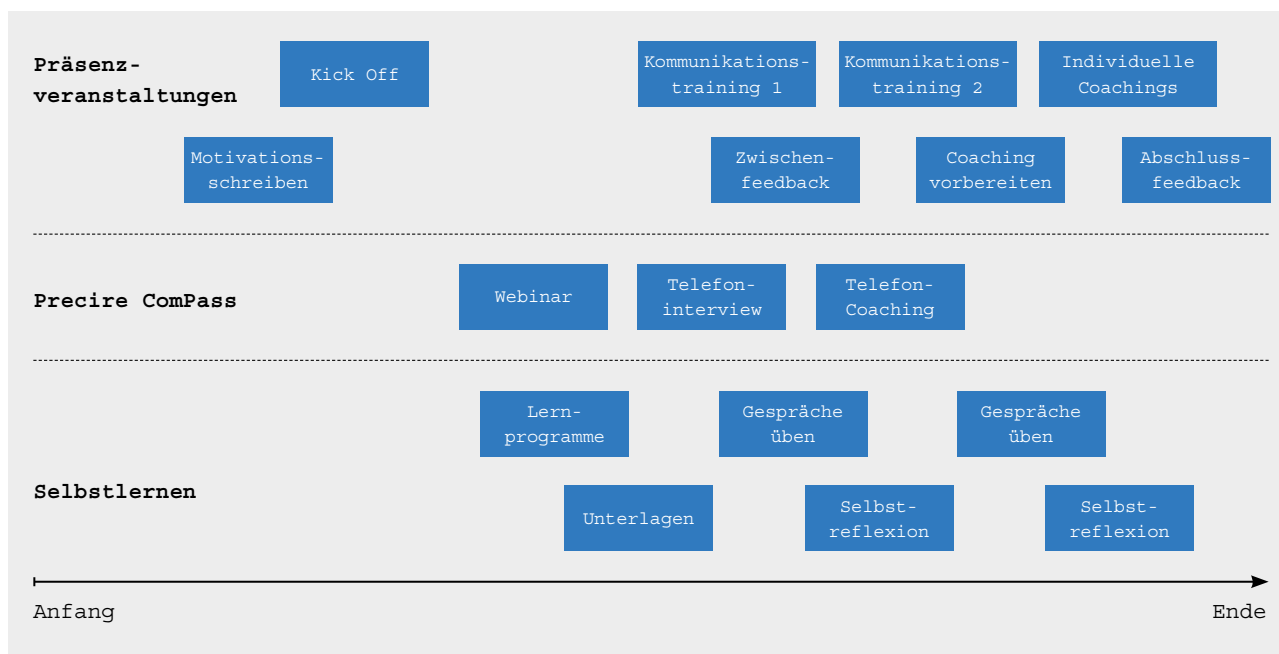 Präsenz-
veranstaltungen
Kick Off
Kommunikations-
training 1
Kommunikations-
training 2
Individuelle
Coachings
Motivations-
schreiben
Zwischen-
feedback
Coaching
vorbereiten
Abschluss-
feedback
Precire ComPass
Webinar
Telefon-
interview
Telefon-
Coaching
Selbstlernen
Lern-
programme
Gespräche
üben
Gespräche
üben
Unterlagen
Selbst-
reflexion
Selbst-
reflexion
Anfang
Ende